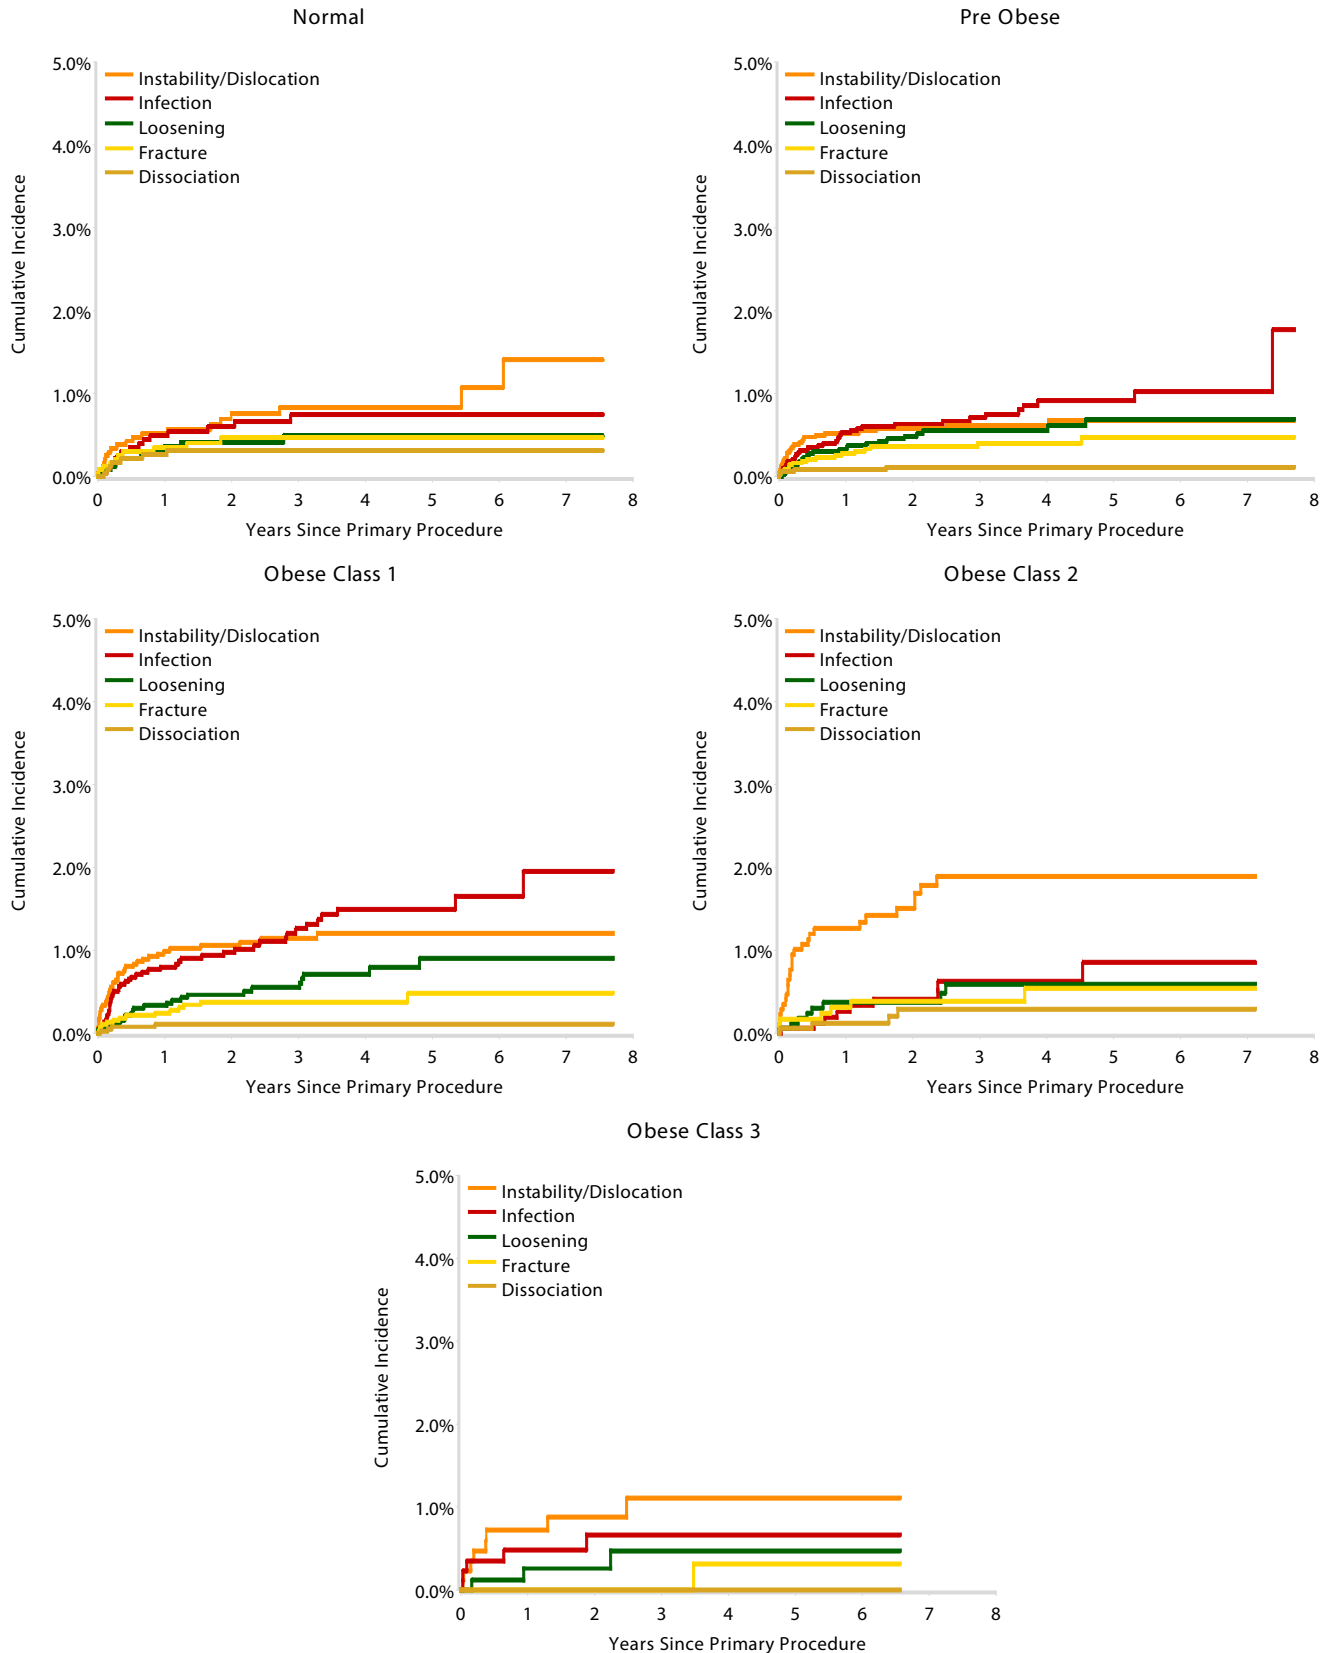 Normal
5.0%
4.0%
3.0%
2.0%
1.0%
0.0%
Cumulative Incidence
Instability/Dislocation
Infection
Loosening
Fracture
Dissociation
0 1 2 3 4 5 6 7 8
Years Since Primary Procedure
Pre Obese
5.0%
4.0%
3.0%
2.0%
1.0%
0.0%
Cumulative Incidence
Instability/Dislocation
Infection
Loosening
Fracture
Dissociation
0 1 2 3 4 5 6 7 8
Years Since Primary Procedure
Obese Class 1
5.0%
4.0%
3.0%
2.0%
1.0%
0.0%
Cumulative Incidence
Instability/Dislocation
Infection
Loosening
Fracture
Dissociation
0 1 2 3 4 5 6 7 8
Years Since Primary Procedure
Obese Class 2
5.0%
4.0%
3.0%
2.0%
1.0%
0.0%
Cumulative Incidence
Instability/Dislocation
Infection
Loosening
Fracture
Dissociation
0 1 2 3 4 5 6 7 8
Years Since Primary Procedure
Obese Class 3
5.0%
4.0%
3.0%
2.0%
1.0%
0.0%
Cumulative Incidence
Instability/Dislocation
Infection
Loosening
Fracture
Dissociation
0 1 2 3 4 5 6 7 8
Years Since Primary Procedure